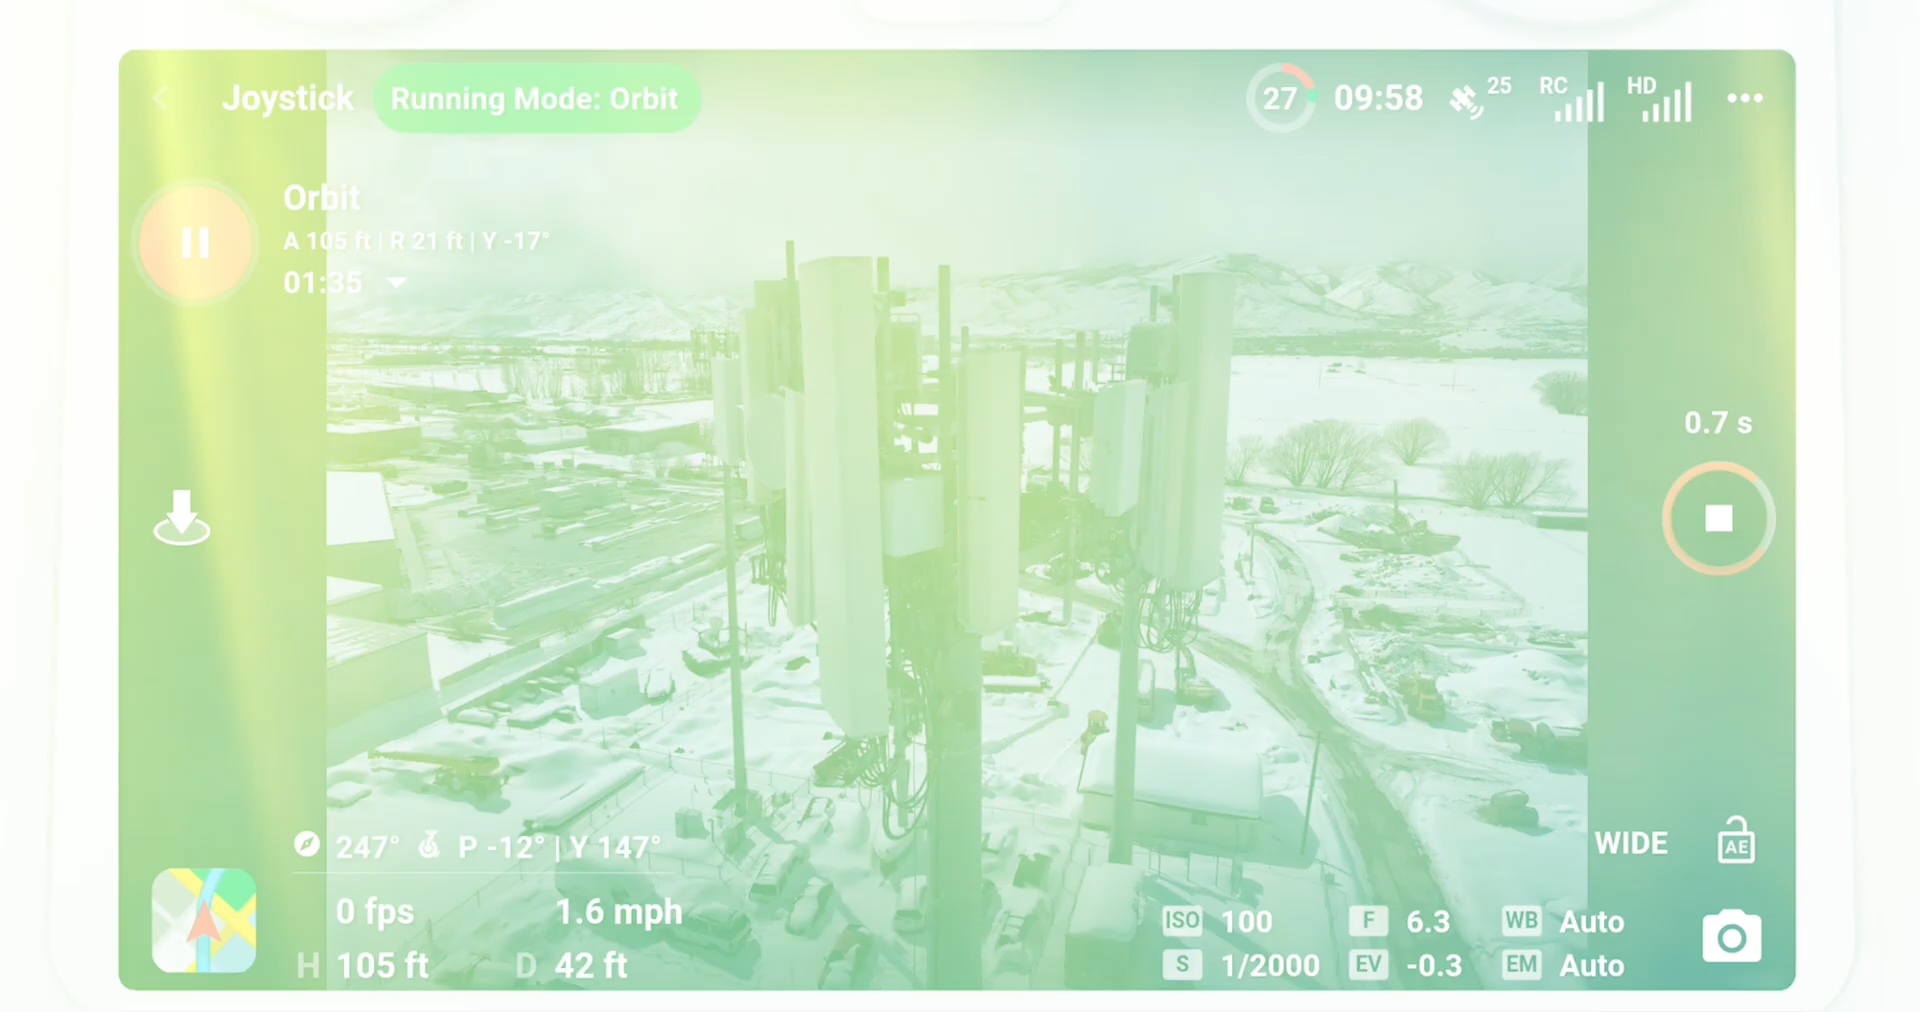 Joystick
Running Mode: Orbit
27
09:58
25
RC
HD
Orbit
A 105 ft | R 21 ft | Y -17°
01:35
0.7 s
247°
P -12° | Y 147°
0 fps
1.6 mph
H 105 ft
D 42 ft
WIDE
AE
ISO 100
F 6.3
WB Auto
S 1/2000
EV -0.3
EM Auto